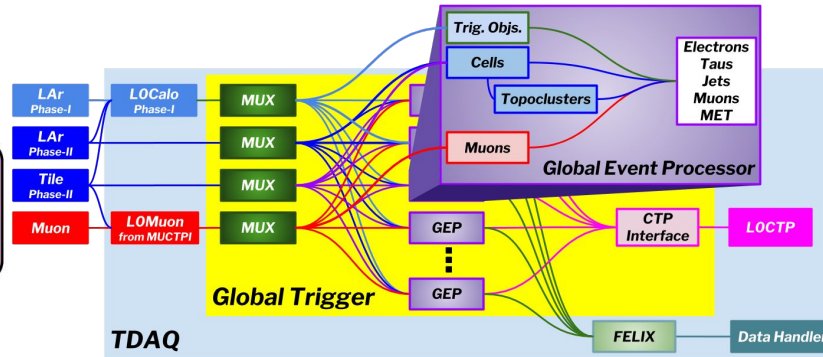 Trig. Objs.
Cells
Topoclusters
Muons
Electrons
Taus
Jets
Muons
MET
Global Event Processor
LAr
Phase-I
LAr
Phase-II
Tile
Phase-II
Muon
L0Calo
Phase-I
L0Muon
from MUCTPI
MUX
MUX
MUX
MUX
GEP
GEP
Global Trigger
CTP
Interface
L0CTP
TDAQ
FELIX
Data Handler